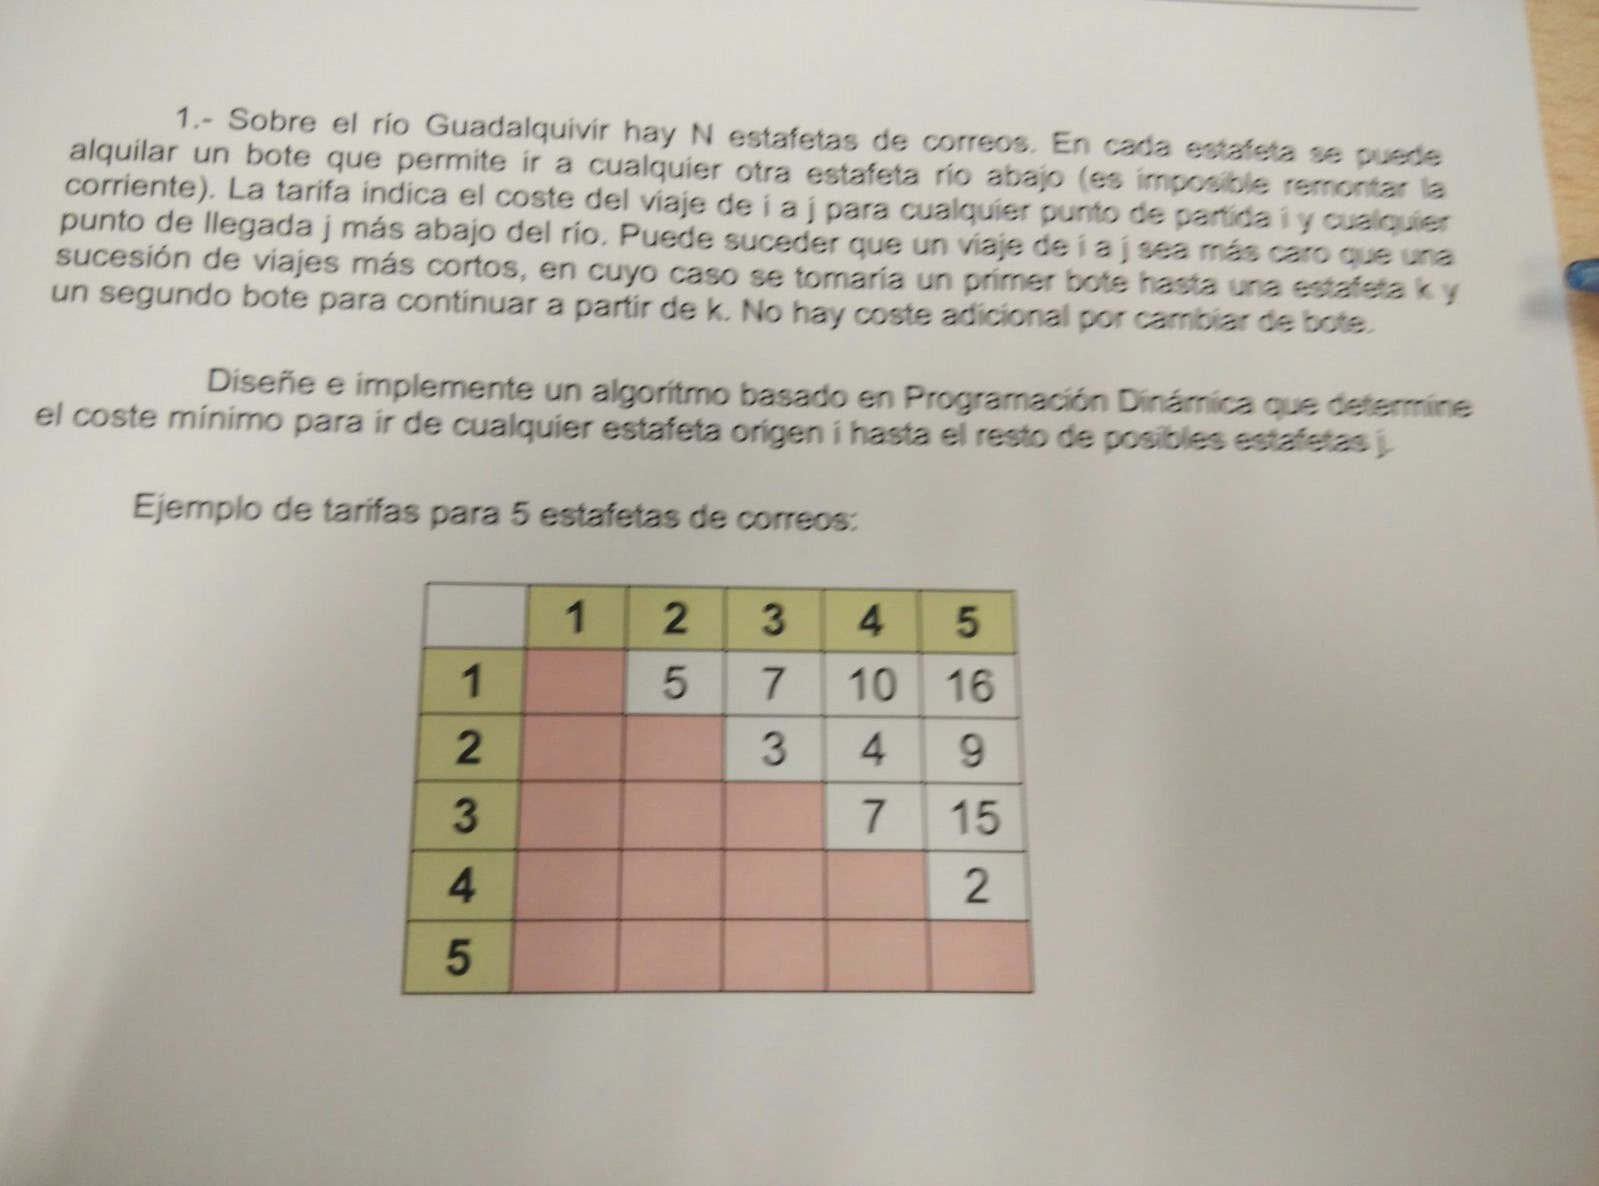 1.- Sobre el río Guadalquivir hay N estafetas de correos. En cada estafeta se puede
alquilar un bote que permite ir a cualquier otra estafeta río abajo (es imposible remontar la
corriente). La tarifa indica el coste del viaje de i a j para cualquier punto de partida i y cualquier
punto de llegada j más abajo del río. Puede suceder que un viaje de i a j sea más caro que una
sucesión de viajes más cortos, en cuyo caso se tomaría un primer bote hasta una estafeta k y
un segundo bote para continuar a partir de k. No hay coste adicional por cambiar de bote.
Diseñe e implemente un algoritmo basado en Programación Dinámica que determine
el coste mínimo para ir de cualquier estafeta origen i hasta el resto de posibles estafetas j.
Ejemplo de tarifas para 5 estafetas de correos:
1 2 3 4 5
1 5 7 10 16
2 3 4 9
3 7 15
4 2
5